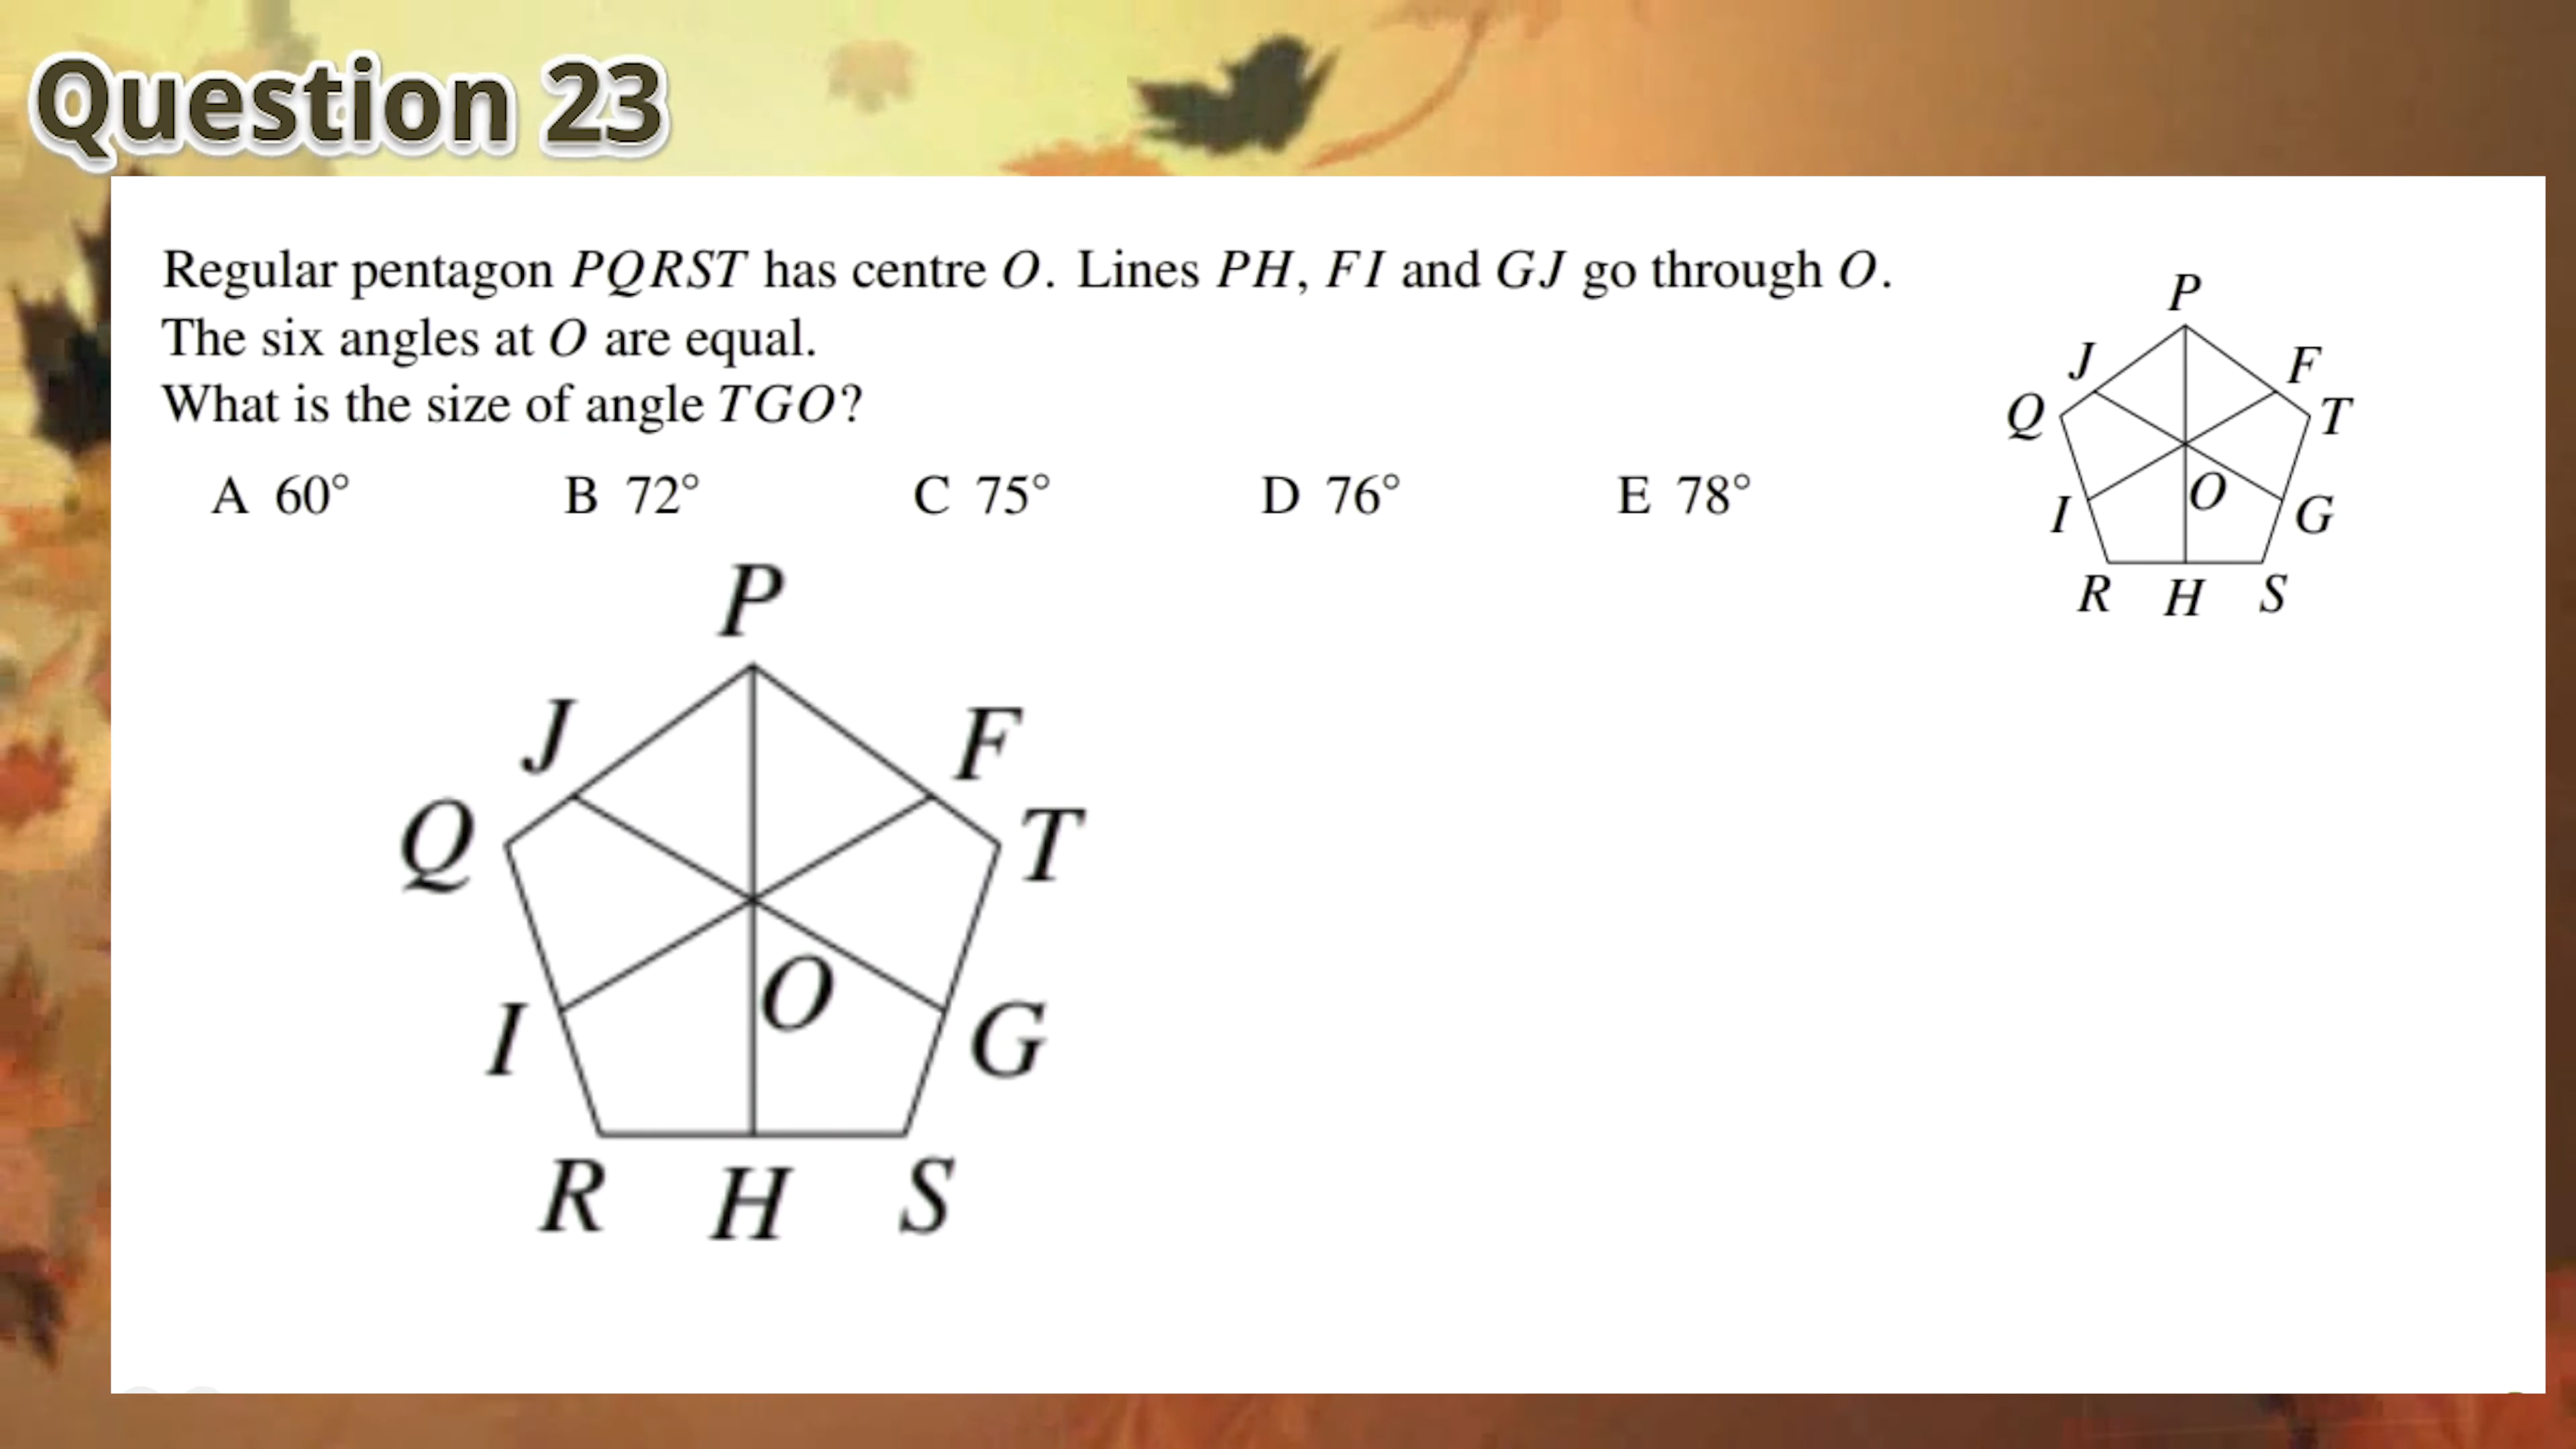 Question 23
Regular pentagon PQRST has centre O. Lines PH, FI and GJ go through O.
The six angles at O are equal.
What is the size of angle TGO?
A 60° B 72° C 75° D 76° E 78°
P
J F
Q T
O
I G
R H S
P
J F
Q T
O
I G
R H S